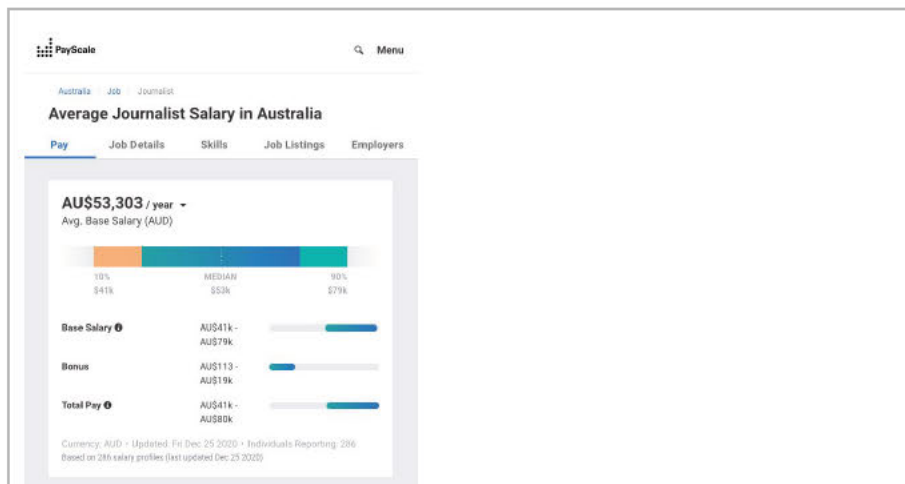 PayScale Menu
Australia Job Journalist
Average Journalist Salary in Australia
Pay Job Details Skills Job Listings Employers
AU$53,303 / year
Avg. Base Salary (AUD)
10% MEDIAN 90%
$41k $53k $79k
Base Salary AU$41k -
AU$79k
Bonus AU$113 -
AU$19k
Total Pay AU$41k -
AU$80k
Currency: AUD • Updated: Fri Dec 25 2020 • Individuals Reporting: 286
Based on 286 salary profiles (last updated Dec 25 2020)